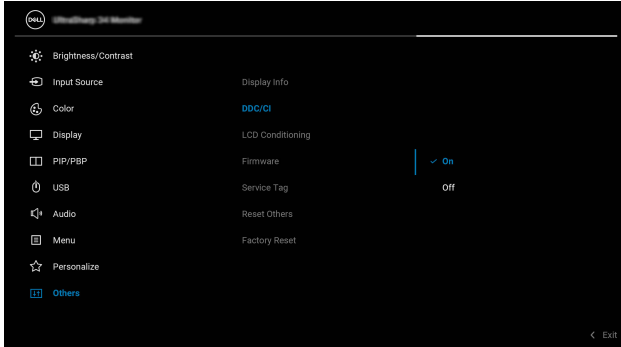 DELL
UltraSharp 34 Monitor
Brightness/Contrast
Input Source
Color
Display
PIP/PBP
USB
Audio
Menu
Personalize
Others
Display Info
DDC/CI
LCD Conditioning
Firmware
Service Tag
Reset Others
Factory Reset
On
Off
Exit